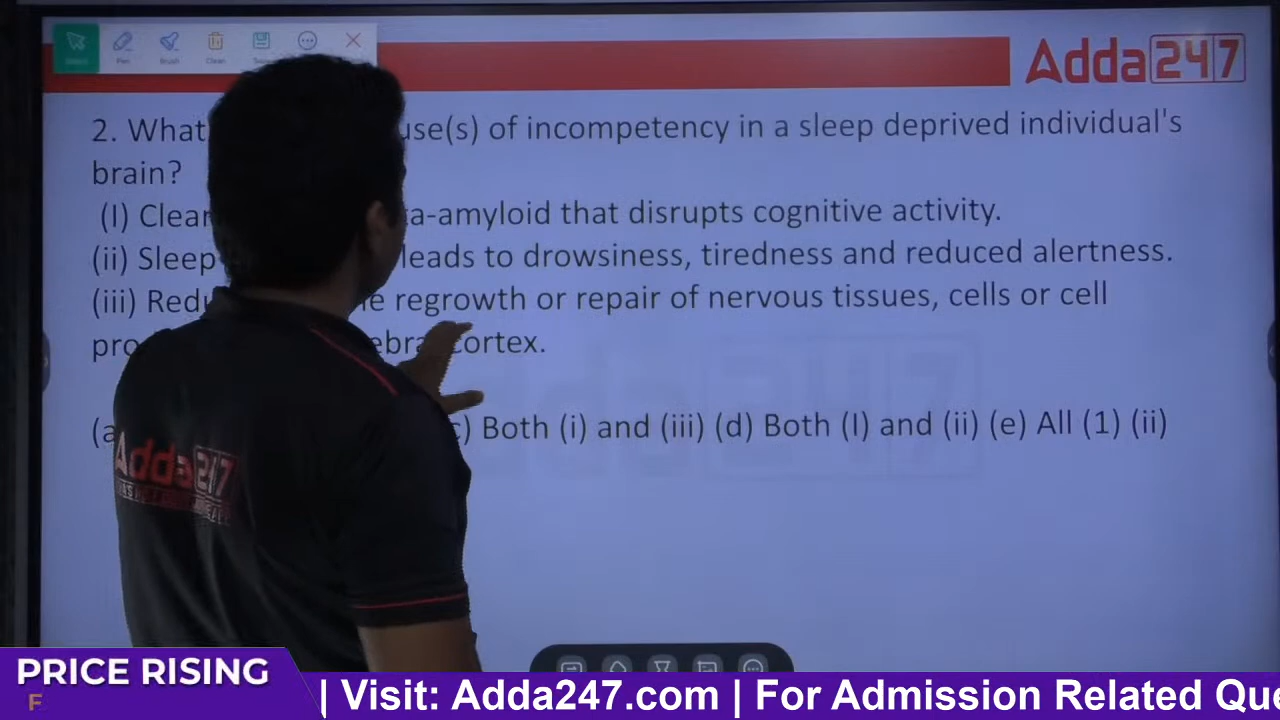 Adda247
2. What use(s) of incompetency in a sleep deprived individual's
brain?
(I) Clear ta-amyloid that disrupts cognitive activity.
(ii) Sleep leads to drowsiness, tiredness and reduced alertness.
(iii) Redu e regrowth or repair of nervous tissues, cells or cell
pro ebral cortex.
(a c) Both (i) and (iii) (d) Both (I) and (ii) (e) All (1) (ii)
Adda247
PRICE RISING
F
| Visit: Adda247.com | For Admission Related Que